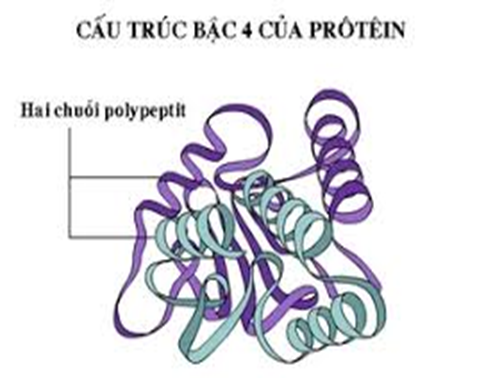 CẤU TRÚC BẬC 4 CỦA PRÔTÊIN
Hai chuỗi polypeptit